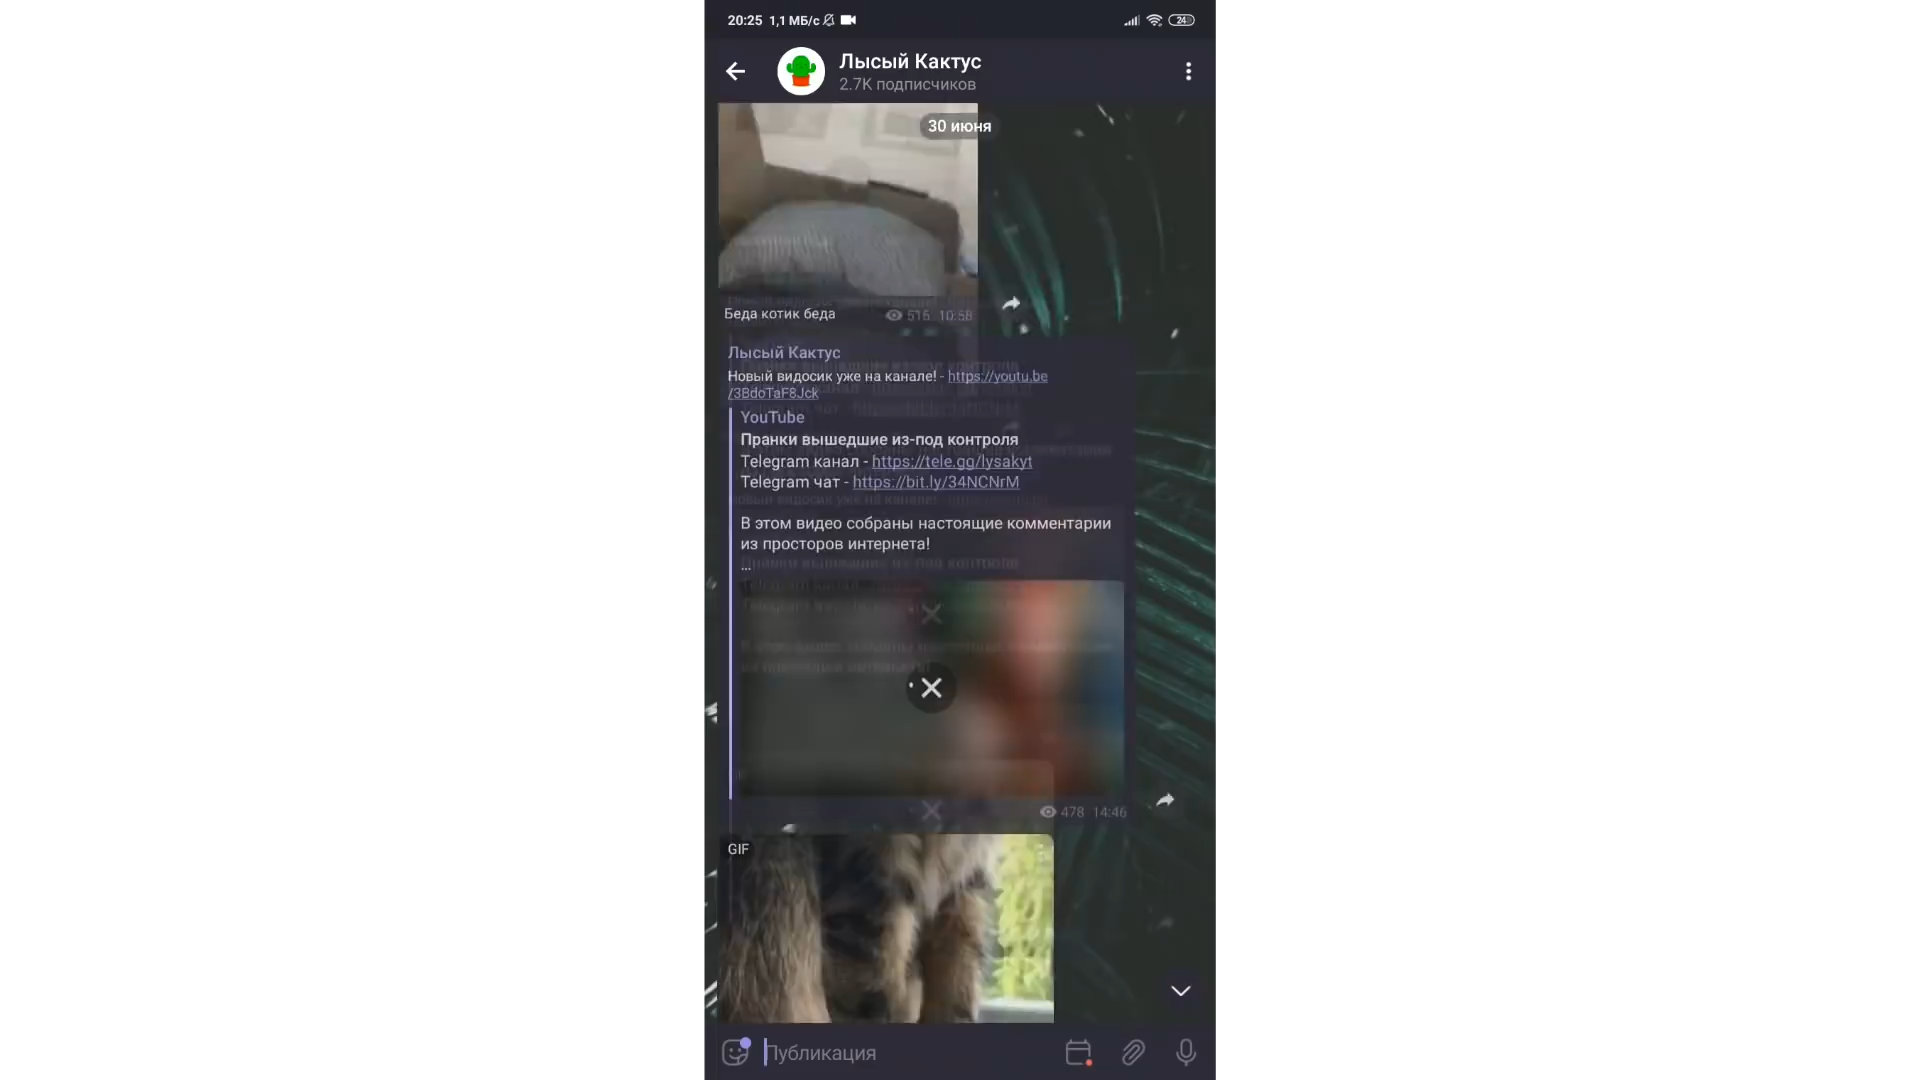 20:25 1,1 МБ/с 24
Лысый Кактус
2.7K подписчиков
30 июня
Беда котик беда
515 10:58
Лысый Кактус
Новый видосик уже на канале! - https://youtu.be
/3BdoTaF8Jck
YouTube
Пранки вышедшие из-под контроля
Telegram канал - https://tele.gg/lysakyt
Telegram чат - https://bit.ly/34NCNrM
В этом видео собраны настоящие комментарии
из просторов интернета!
...
478 14:46
GIF
Публикация